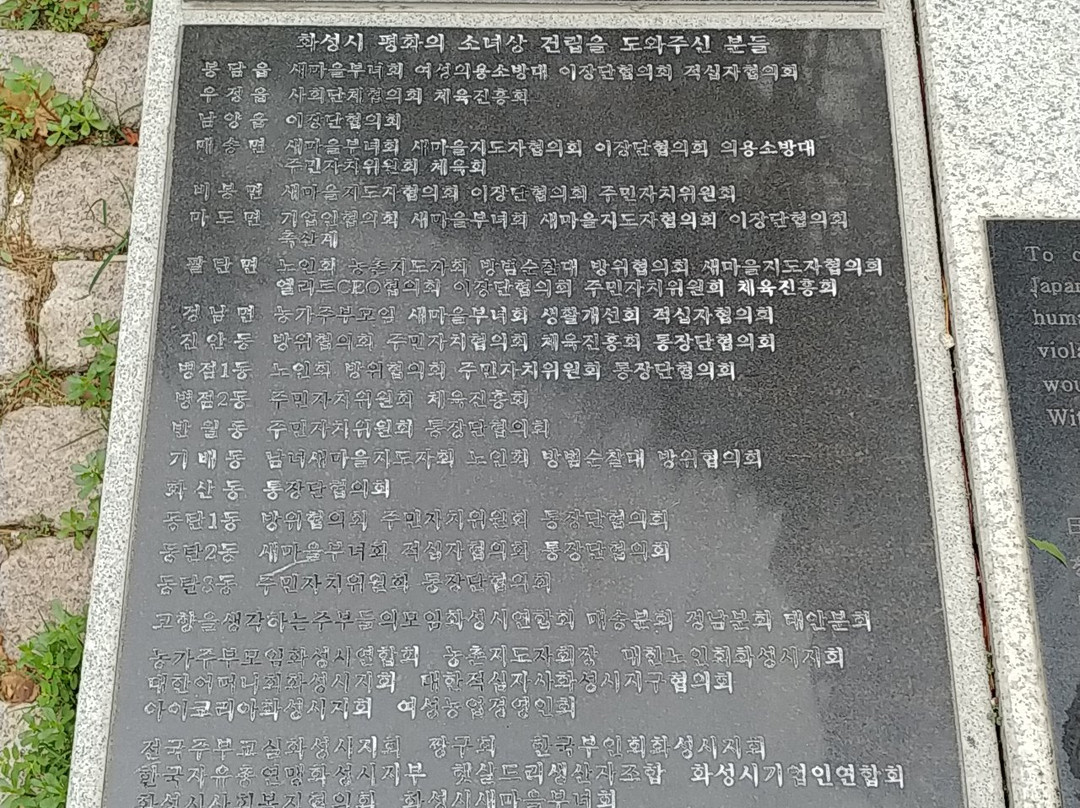 화성시 평화의 소녀상 건립을 도와주신 분들
봉담읍 새마을부녀회 여성의용소방대 이장단협의회 적십자협의회
우정읍 사회단체협의회 체육진흥회
남양읍 이장단협의회
매송면 새마을부녀회 새마을지도자협의회 이장단협의회 의용소방대
주민자치위원회 체육회
비봉면 새마을지도자협의회 이장단협의회 주민자치위원회
마도면 기업인협의회 새마을부녀회 새마을지도자협의회 이장단협의회
축산계
팔탄면 노인회 농촌지도자회 방범순찰대 방위협의회 새마을지도자협의회
엘리트CEO협의회 이장단협의회 주민자치위원회 체육진흥회
정남면 농가주부모임 새마을부녀회 생활개선회 적십자협의회
진안동 방위협의회 주민자치협의회 체육진흥회 통장단협의회
병점1동 노인회 방위협의회 주민자치위원회 통장단협의회
병점2동 주민자치위원회 체육진흥회
반월동 주민자치위원회 통장단협의회
기배동 남녀새마을지도자회 노인회 방범순찰대 방위협의회
화산동 통장단협의회
동탄1동 방위협의회 주민자치위원회 통장단협의회
동탄2동 새마을부녀회 적십자협의회 통장단협의회
동탄3동 주민자치위원회 통장단협의회
고향을생각하는주부들의모임화성시연합회 매송분회 정남분회 태안분회
농가주부모임화성시연합회 농촌지도자회장 대한노인회화성시지회
대한어머니회화성시지회 대한적십자사화성시지구협의회
아이코리아화성시지회 여성농업경영인회
전국주부교실화성시지회 짱구회 한국부인회화성시지회
한국자유총연맹화성시지부 햇살드리생산자조합 화성시기업인연합회
화성시사회복지협의회 화성시새마을부녀회
To